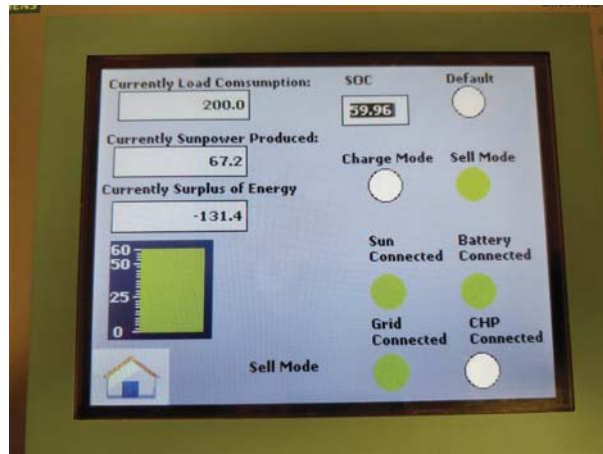 Currently Load Comsumption:
200.0
SOC
59.96
Default
Currently Sunpower Produced:
67.2
Charge Mode
Sell Mode
Currently Surplus of Energy
-131.4
60
50
25
0
Sun
Connected
Battery
Connected
Grid
Connected
CHP
Connected
Sell Mode